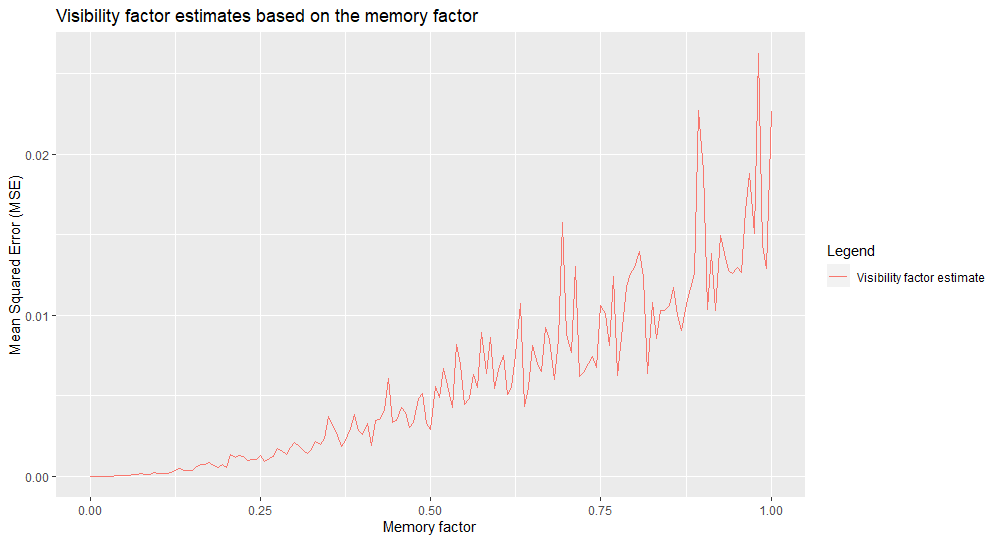 Visibility factor estimates based on the memory factor
Mean Squared Error (MSE)
0.02
0.01
0.00
0.00 0.25 0.50 0.75 1.00
Memory factor
Legend
Visibility factor estimate